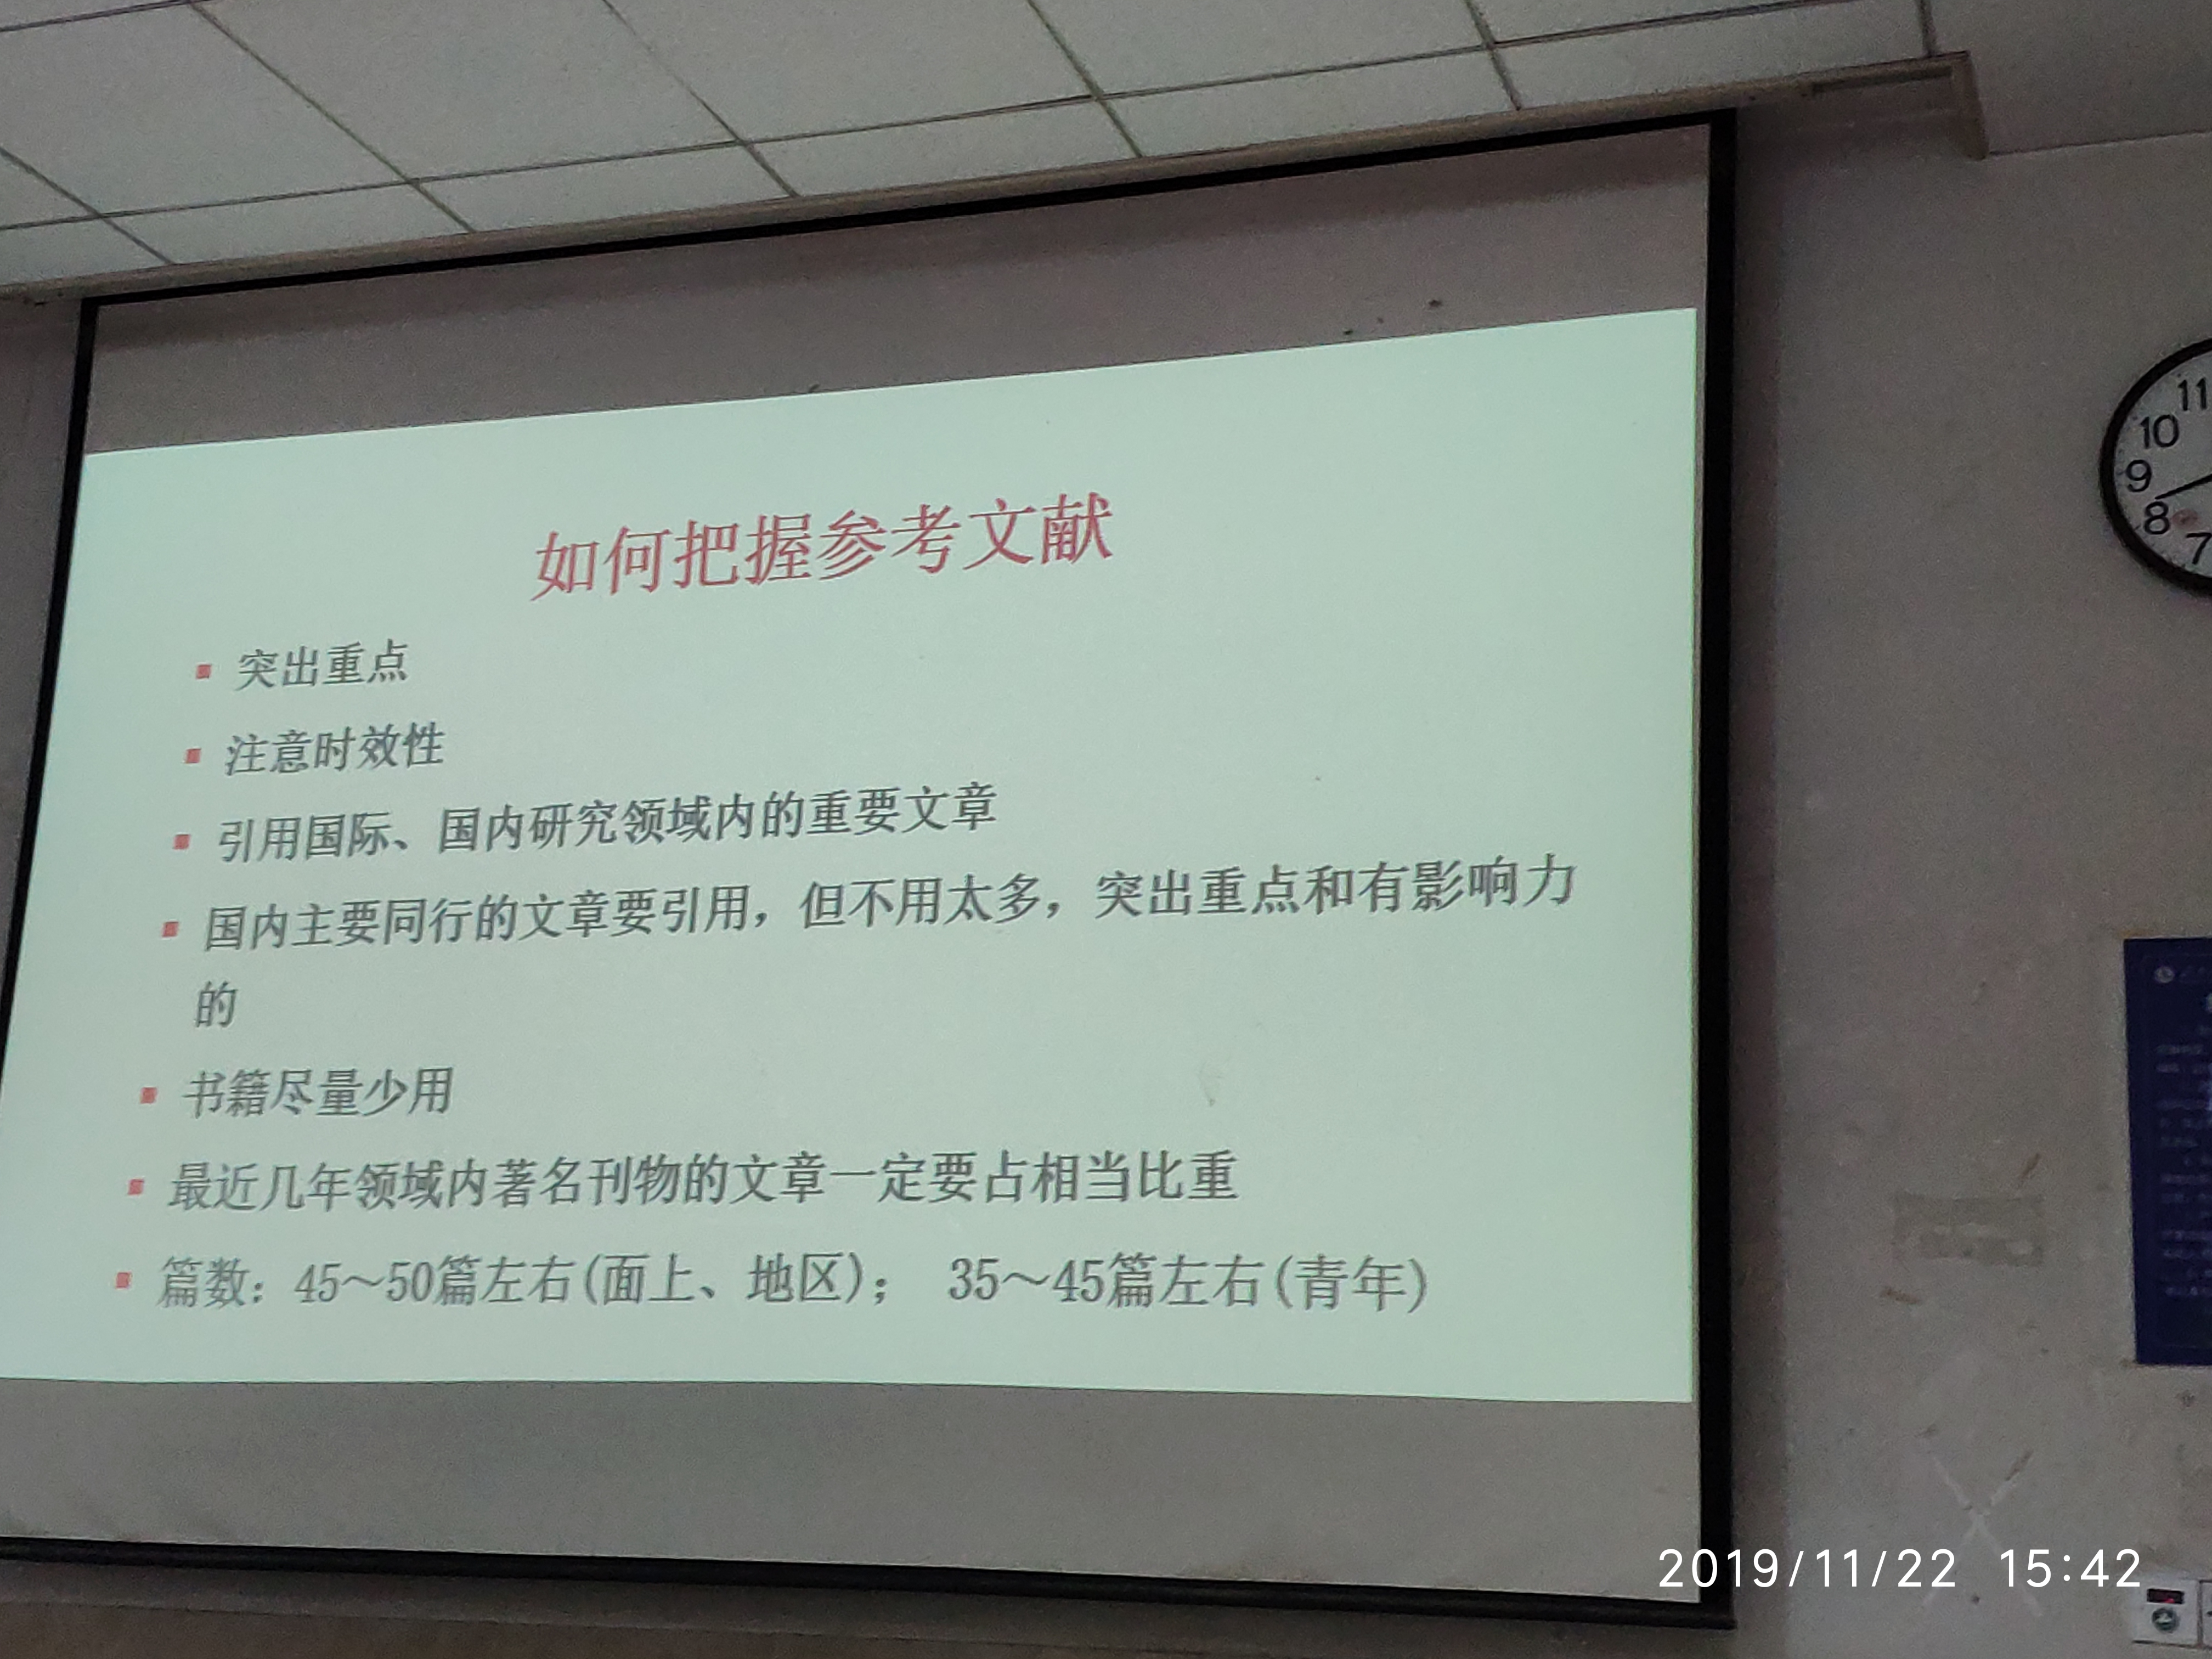 如何把握参考文献
突出重点
注意时效性
引用国际、国内研究领域内的重要文章
国内主要同行的文章要引用，但不用太多，突出重点和有影响力
的
书籍尽量少用
最近几年领域内著名刊物的文章一定要占相当比重
篇数：45～50篇左右(面上、地区)； 35～45篇左右(青年)
11
10
9
8
7
2019/11/22 15:42